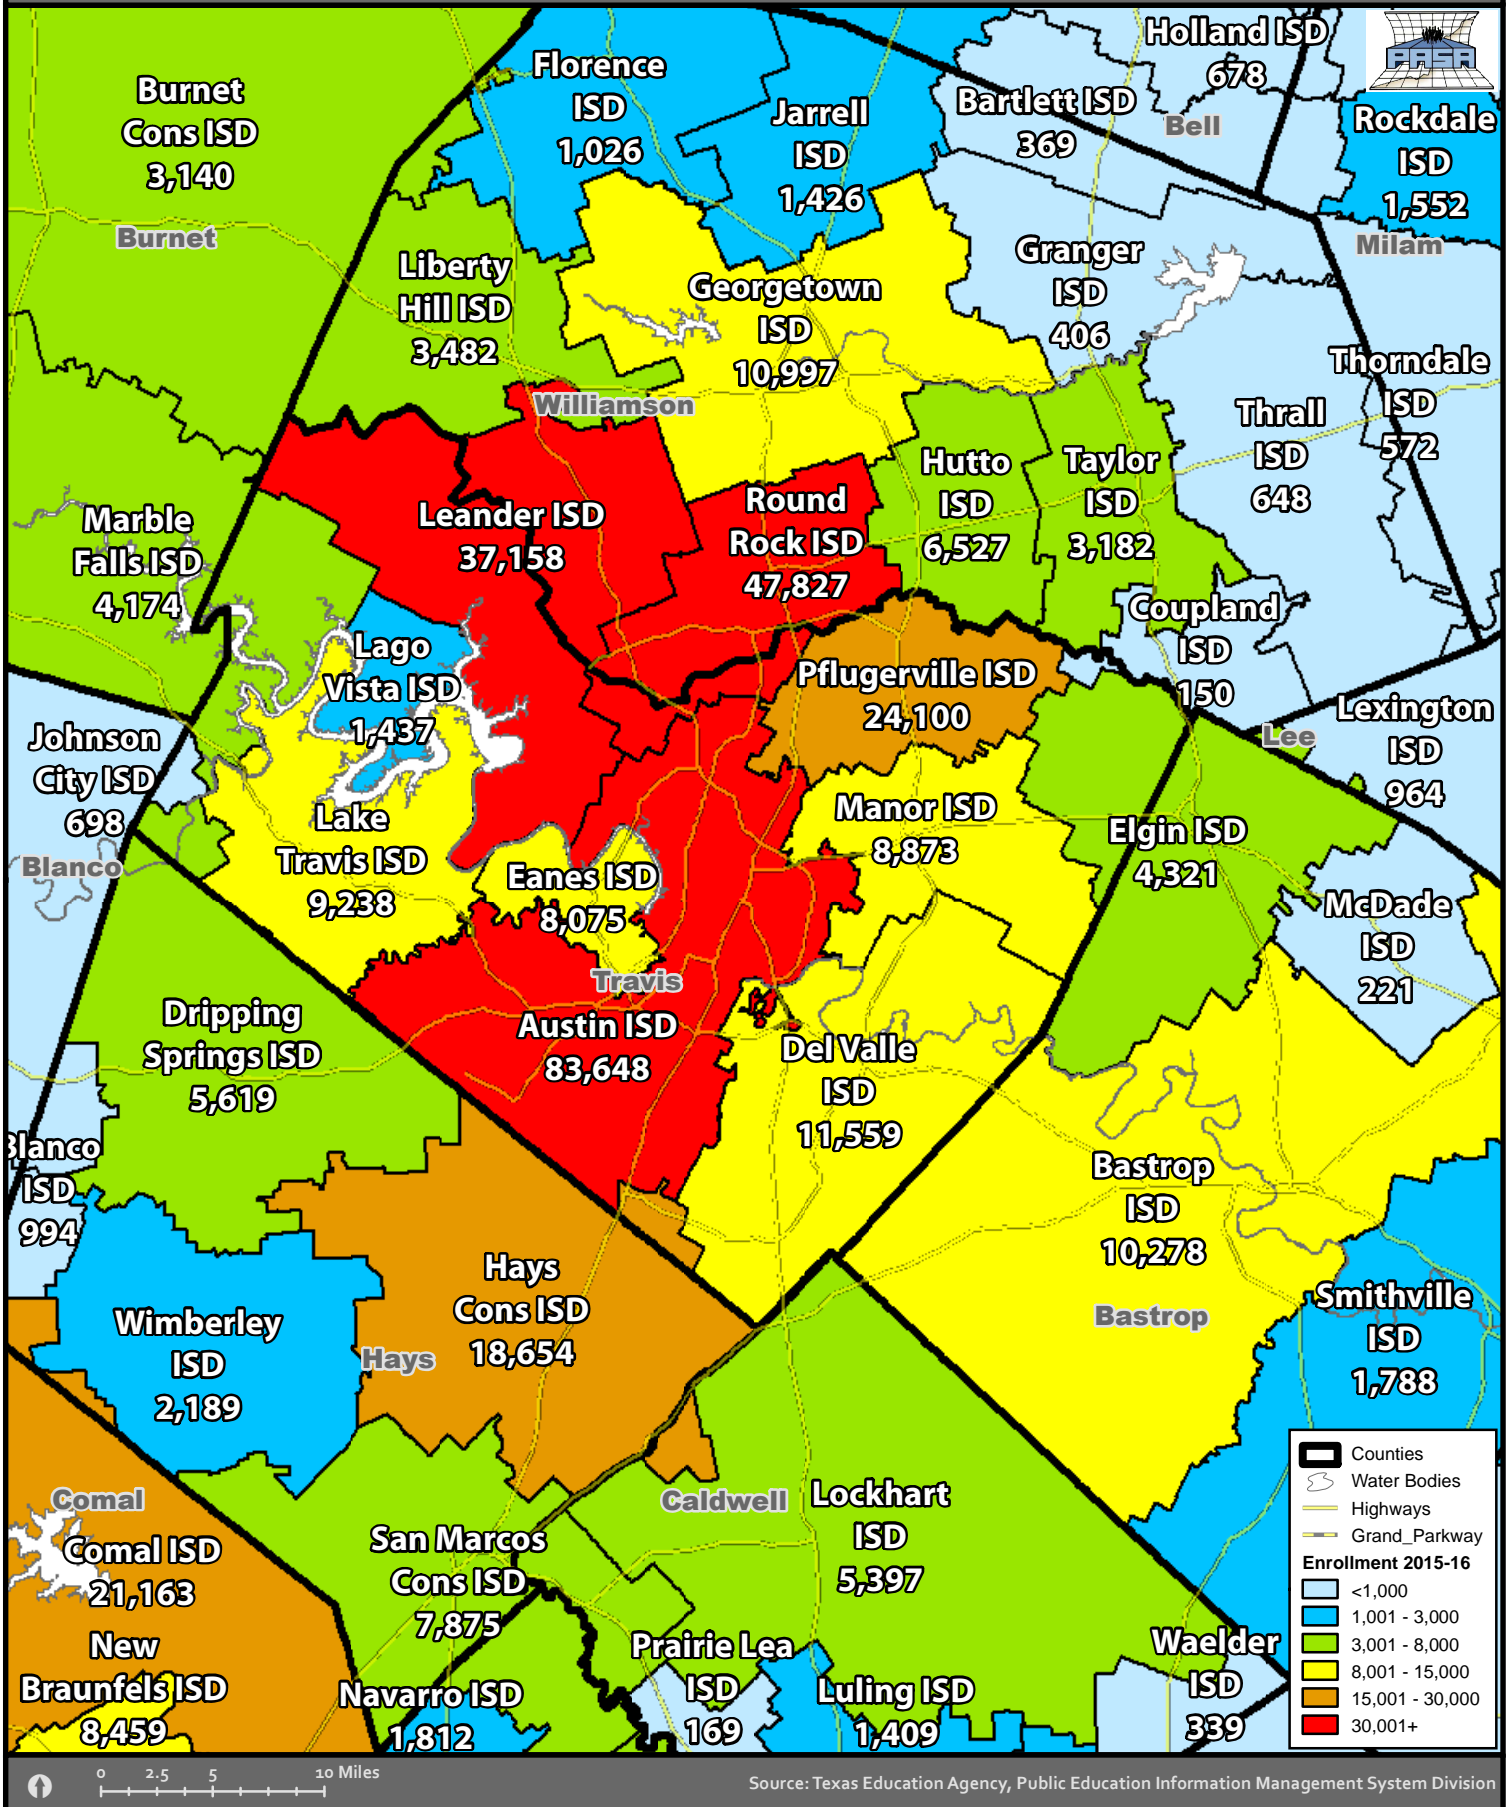 Holland ISD
678
PASA
Florence
ISD
1,026
Burnet
Cons ISD
3,140
Jarrell
ISD
1,426
Bartlett ISD
369
Bell
Rockdale
ISD
1,552
Burnet
Milam
Liberty
Hill ISD
3,482
Georgetown
ISD
10,997
Granger
ISD
406
Thorndale
ISD
572
Williamson
Thrall
ISD
648
Hutto
ISD
6,527
Taylor
ISD
3,182
Leander ISD
37,158
Round
Rock ISD
47,827
Marble
Falls ISD
4,174
Coupland
ISD
150
Lago
Vista ISD
1,437
Pflugerville ISD
24,100
Johnson
City ISD
698
Lexington
ISD
964
Lee
Lake
Travis ISD
9,238
Manor ISD
8,873
Elgin ISD
4,321
Blanco
Eanes ISD
8,075
McDade
ISD
221
Travis
Dripping
Springs ISD
5,619
Austin ISD
83,648
Del Valle
ISD
11,559
Blanco
ISD
994
Bastrop
ISD
10,278
Bastrop
Hays
Cons ISD
18,654
Wimberley
ISD
2,189
Hays
Smithville
ISD
1,788
Comal
Comal ISD
21,163
Caldwell
Lockhart
ISD
5,397
San Marcos
Cons ISD
7,875
New
Braunfels ISD
8,459
Navarro ISD
1,812
Prairie Lea
ISD
169
Luling ISD
1,409
Waelder
ISD
339
Counties
Water Bodies
Highways
Grand_Parkway
Enrollment 2015-16
<1,000
1,001 - 3,000
3,001 - 8,000
8,001 - 15,000
15,001 - 30,000
30,001+
0 2.5 5 10 Miles
Source: Texas Education Agency, Public Education Information Management System Division